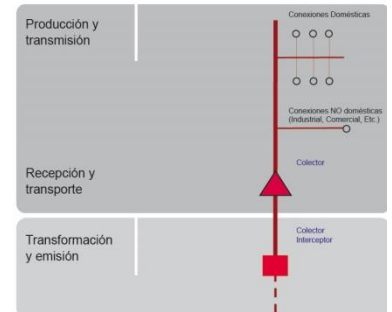 Producción y
transmisión
Conexiones Domésticas
Conexiones NO domésticas
(Industrial, Comercial, Etc.)
Colector
Recepción y
transporte
Transformación
y emisión
Colector
Interceptor